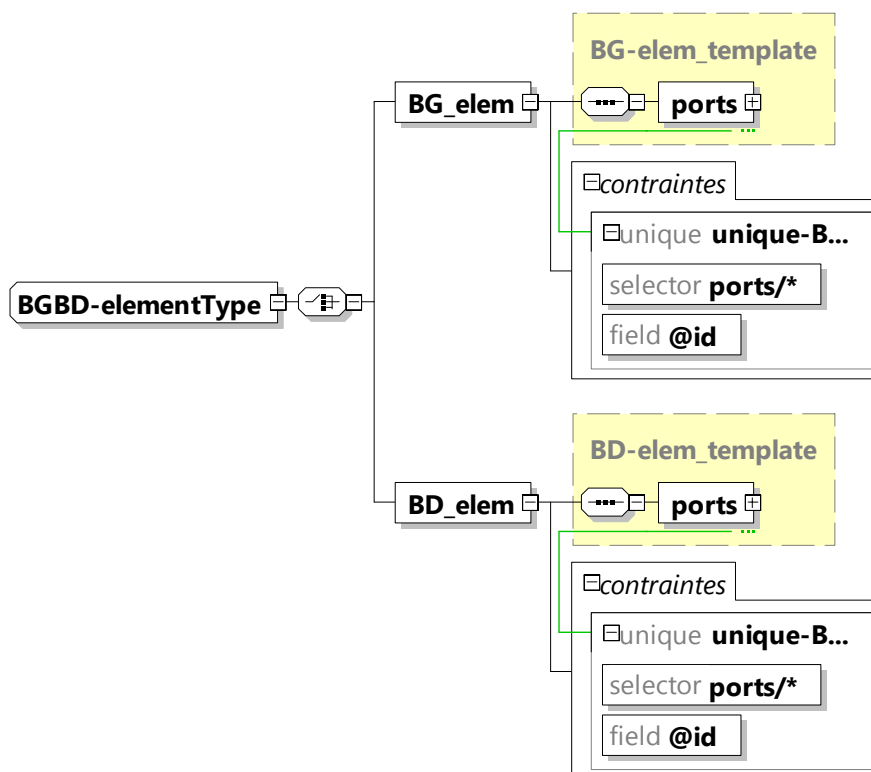 BG-elem_template
BG_elem
ports
contraintes
unique unique-B...
selector ports/*
field @id
BGBD-elementType
BD-elem_template
BD_elem
ports
contraintes
unique unique-B...
selector ports/*
field @id